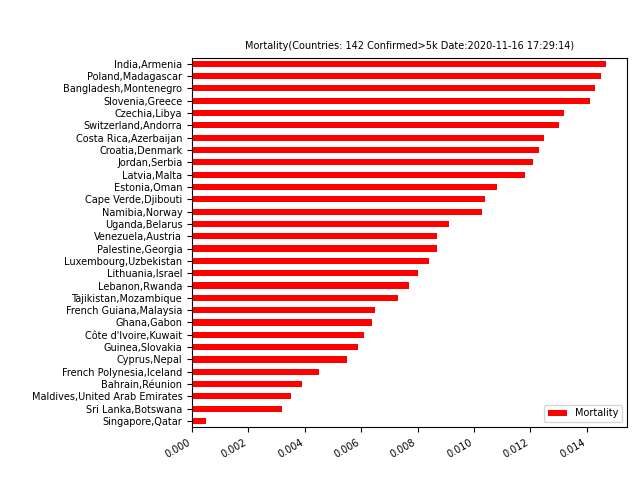 Mortality(Countries: 142 Confirmed>5k Date:2020-11-16 17:29:14)
India,Armenia
Poland,Madagascar
Bangladesh,Montenegro
Slovenia,Greece
Czechia,Libya
Switzerland,Andorra
Costa Rica,Azerbaijan
Croatia,Denmark
Jordan,Serbia
Latvia,Malta
Estonia,Oman
Cape Verde,Djibouti
Namibia,Norway
Uganda,Belarus
Venezuela,Austria
Palestine,Georgia
Luxembourg,Uzbekistan
Lithuania,Israel
Lebanon,Rwanda
Tajikistan,Mozambique
French Guiana,Malaysia
Ghana,Gabon
Côte d'Ivoire,Kuwait
Guinea,Slovakia
Cyprus,Nepal
French Polynesia,Iceland
Bahrain,Réunion
Maldives,United Arab Emirates
Sri Lanka,Botswana
Singapore,Qatar
Mortality
0.000 0.002 0.004 0.006 0.008 0.010 0.012 0.014